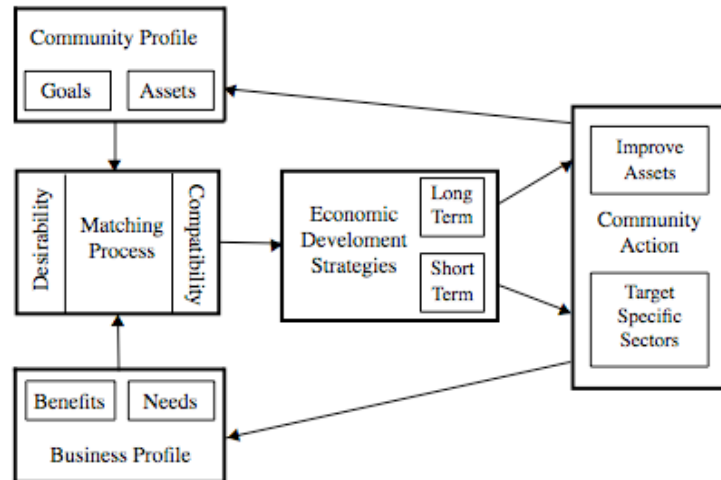 Community Profile
Goals
Assets
Desirability
Matching
Process
Compatibility
Economic
Develoment
Strategies
Long
Term
Short
Term
Improve
Assets
Community
Action
Target
Specific
Sectors
Benefits
Needs
Business Profile